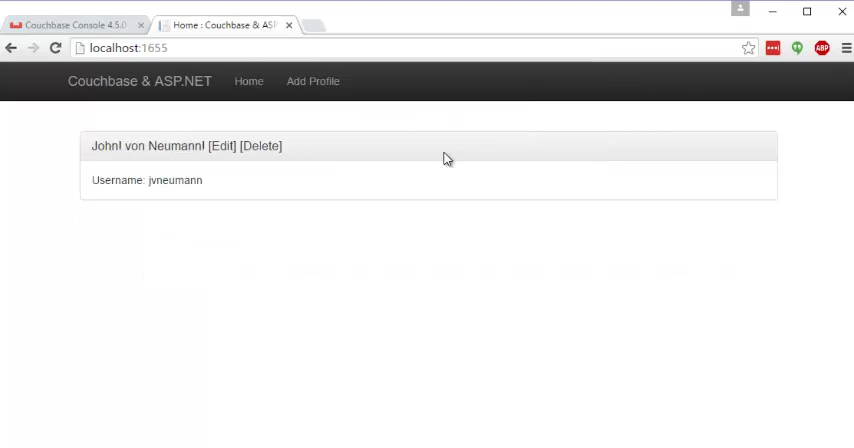 Couchbase Console 4.5.0
Home : Couchbase & ASP
localhost:1655
ABP
Couchbase & ASP.NET Home Add Profile
John! von Neumann! [Edit] [Delete]
Username: jvneumann